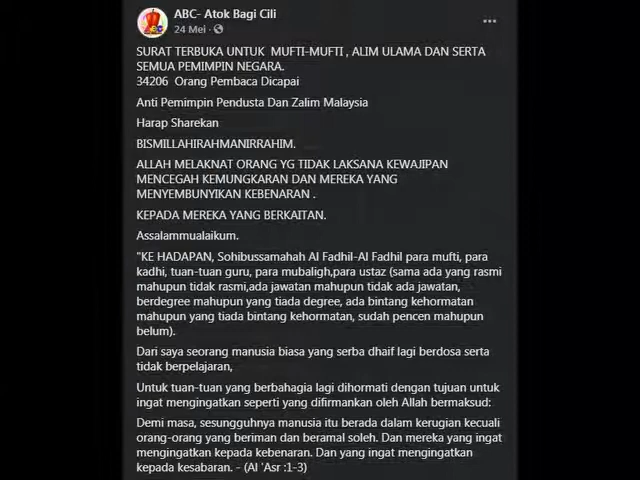 ABC- Atok Bagi Cili
24 Mei ·
SURAT TERBUKA UNTUK MUFTI-MUFTI , ALIM ULAMA DAN SERTA
SEMUA PEMIMPIN NEGARA.
34206 Orang Pembaca Dicapai
Anti Pemimpin Pendusta Dan Zalim Malaysia
Harap Sharekan
BISMILLAHIRAHMANIRRAHIM.
ALLAH MELAKNAT ORANG YG TIDAK LAKSANA KEWAJIPAN
MENCEGAH KEMUNGKARAN DAN MEREKA YANG
MENYEMBUNYIKAN KEBENARAN .
KEPADA MEREKA YANG BERKAITAN.
Assalammualaikum.
"KE HADAPAN, Sohibussamahah Al Fadhil-Al Fadhil para mufti, para
kadhi, tuan-tuan guru, para mubaligh,para ustaz (sama ada yang rasmi
mahupun tidak rasmi,ada jawatan mahupun tidak ada jawatan,
berdegree mahupun yang tiada degree, ada bintang kehormatan
mahupun yang tiada bintang kehormatan, sudah pencen mahupun
belum).
Dari saya seorang manusia biasa yang serba dhaif lagi berdosa serta
tidak berpelajaran,
Untuk tuan-tuan yang berbahagia lagi dihormati dengan tujuan untuk
ingat mengingatkan seperti yang difirmankan oleh Allah bermaksud:
Demi masa, sesungguhnya manusia itu berada dalam kerugian kecuali
orang-orang yang beriman dan beramal soleh. Dan mereka yang ingat
mengingatkan kepada kebenaran. Dan yang ingat mengingatkan
kepada kesabaran. - (Al 'Asr :1-3)